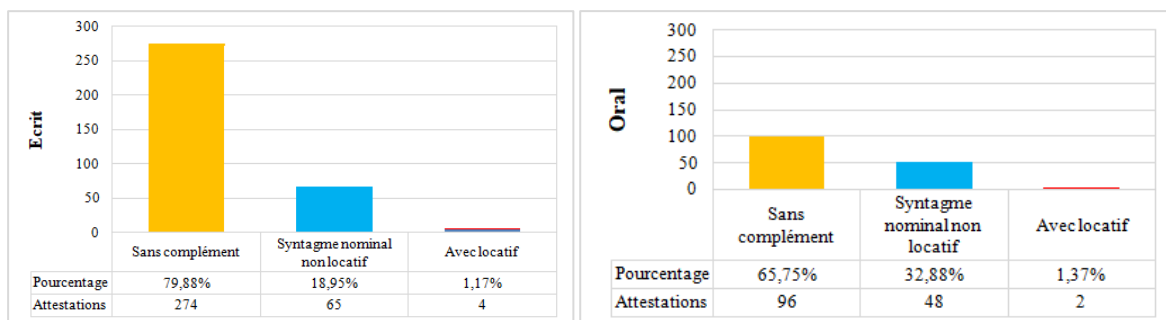 300
250
200
150
100
50
0
Ecrit
Sans complément
Syntagme nominal
non locatif
Avec locatif
Pourcentage 79,88% 18,95% 1,17%
Attestations 274 65 4
300
250
200
150
100
50
0
Oral
Sans
complément
Syntagme
nominal non
locatif
Avec locatif
Pourcentage 65,75% 32,88% 1,37%
Attestations 96 48 2